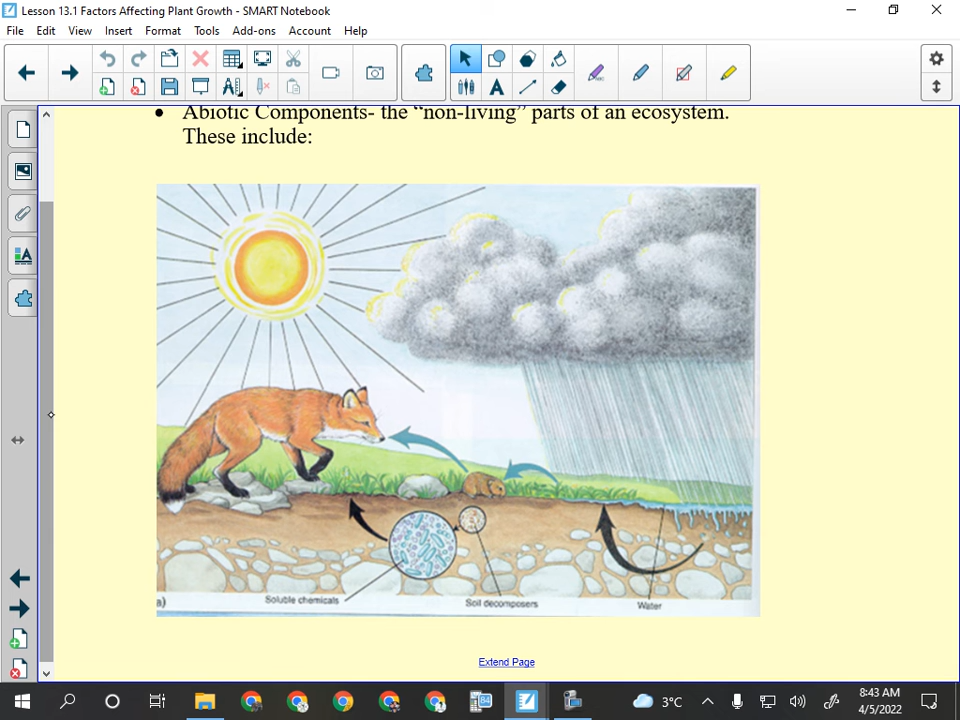 Lesson 13.1 Factors Affecting Plant Growth - SMART Notebook
File Edit View Insert Format Tools Add-ons Account Help
• Abiotic Components- the “non-living” parts of an ecosystem.
These include:
a)
Soluble chemicals
Soil decomposers
Water
Extend Page
3°C
8:43 AM
4/5/2022